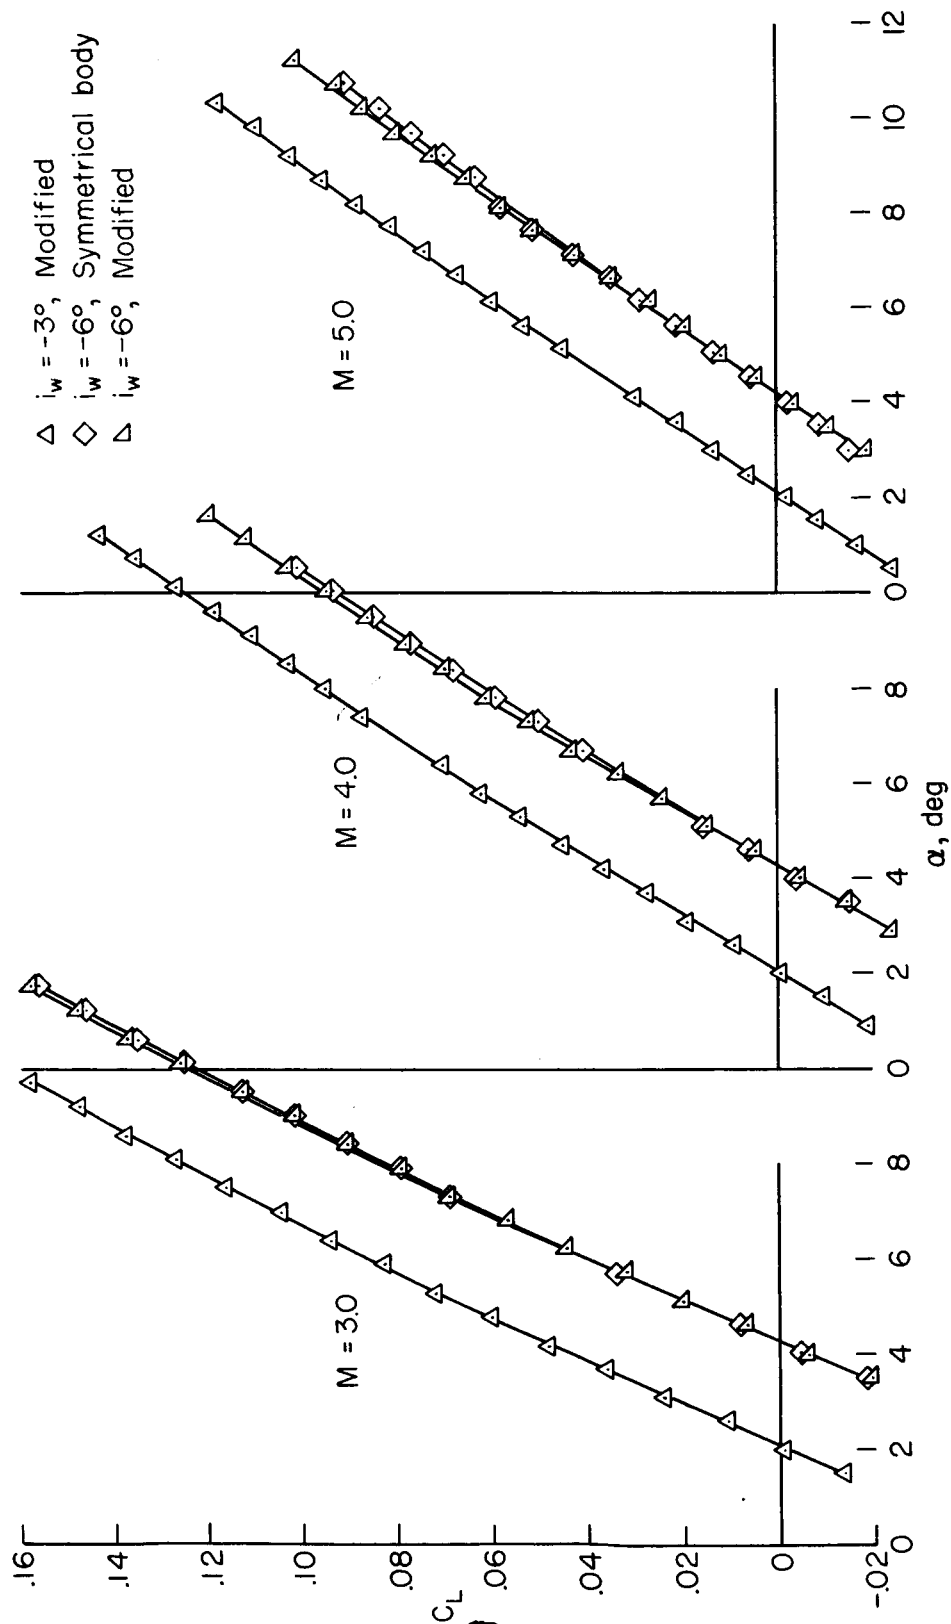 i_w = -3°, Modified
i_w = -6°, Symmetrical body
i_w = -6°, Modified
M = 3.0
M = 4.0
M = 5.0
.16
.14
.12
.10
.08
C_L
.06
.04
.02
0
-.02
0 2 4 6 8 0 2 4 6 8 0 2 4 6 8 10 12
α, deg